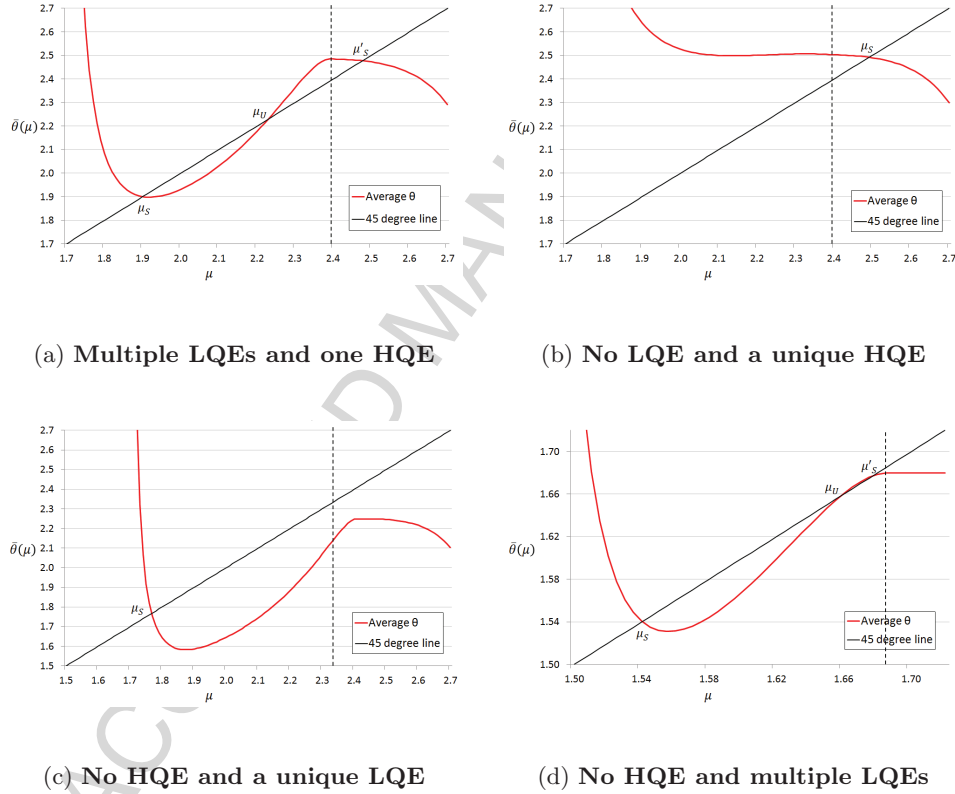 2.7
2.6
2.5
2.4
2.3
2.2
2.1
2.0
1.9
1.8
1.7
θ̄(μ)
μ'S
μU
μS
Average θ
45 degree line
1.7 1.8 1.9 2.0 2.1 2.2 2.3 2.4 2.5 2.6 2.7
μ
(a) Multiple LQEs and one HQE
2.7
2.6
2.5
2.4
2.3
2.2
2.1
2.0
1.9
1.8
1.7
θ̄(μ)
μS
Average θ
45 degree line
1.7 1.8 1.9 2.0 2.1 2.2 2.3 2.4 2.5 2.6 2.7
μ
(b) No LQE and a unique HQE
2.7
2.6
2.5
2.4
2.3
2.2
2.1
2.0
1.9
1.8
1.7
1.6
1.5
θ̄(μ)
μS
Average θ
45 degree line
1.5 1.6 1.7 1.8 1.9 2.0 2.1 2.2 2.3 2.4 2.5 2.6 2.7
μ
(c) No HQE and a unique LQE
1.70
1.66
1.62
1.58
1.54
1.50
θ̄(μ)
μ'S
μU
μS
Average θ
45 degree line
1.50 1.54 1.58 1.62 1.66 1.70
μ
(d) No HQE and multiple LQEs